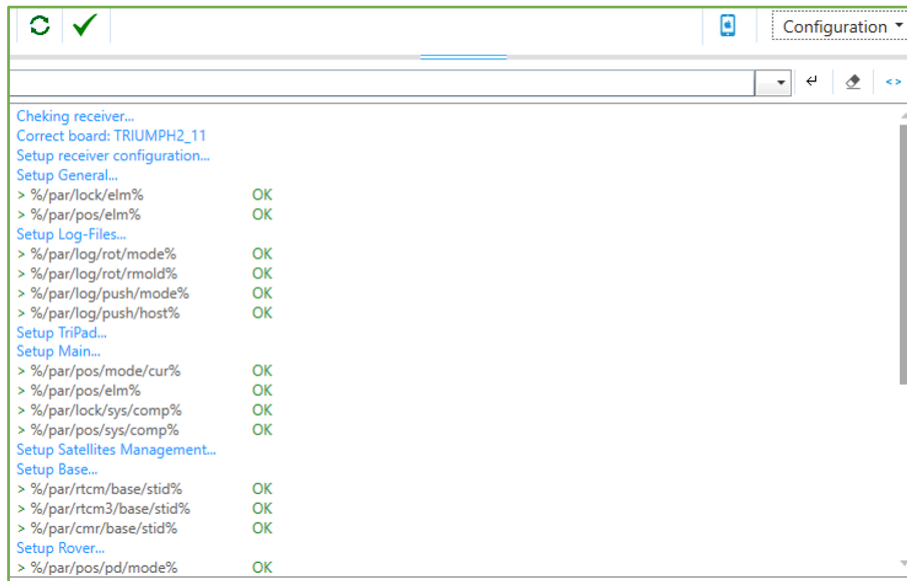 Configuration
Cheking receiver...
Correct board: TRIUMPH2_11
Setup receiver configuration...
Setup General...
> %/par/lock/elm% OK
> %/par/pos/elm% OK
Setup Log-Files...
> %/par/log/rot/mode% OK
> %/par/log/rot/rmold% OK
> %/par/log/push/mode% OK
> %/par/log/push/host% OK
Setup TriPad...
Setup Main...
> %/par/pos/mode/cur% OK
> %/par/pos/elm% OK
> %/par/lock/sys/comp% OK
> %/par/pos/sys/comp% OK
Setup Satellites Management...
Setup Base...
> %/par/rtcm/base/stid% OK
> %/par/rtcm3/base/stid% OK
> %/par/cmr/base/stid% OK
Setup Rover...
> %/par/pos/pd/mode% OK